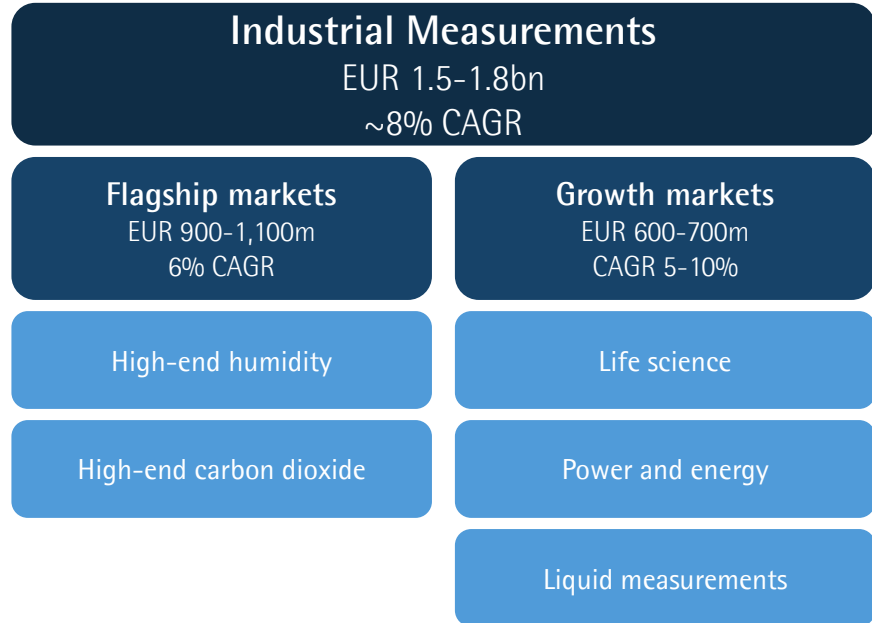 Industrial Measurements
EUR 1.5-1.8bn
~8% CAGR
Flagship markets
EUR 900-1,100m
6% CAGR
Growth markets
EUR 600-700m
CAGR 5-10%
High-end humidity
Life science
High-end carbon dioxide
Power and energy
Liquid measurements